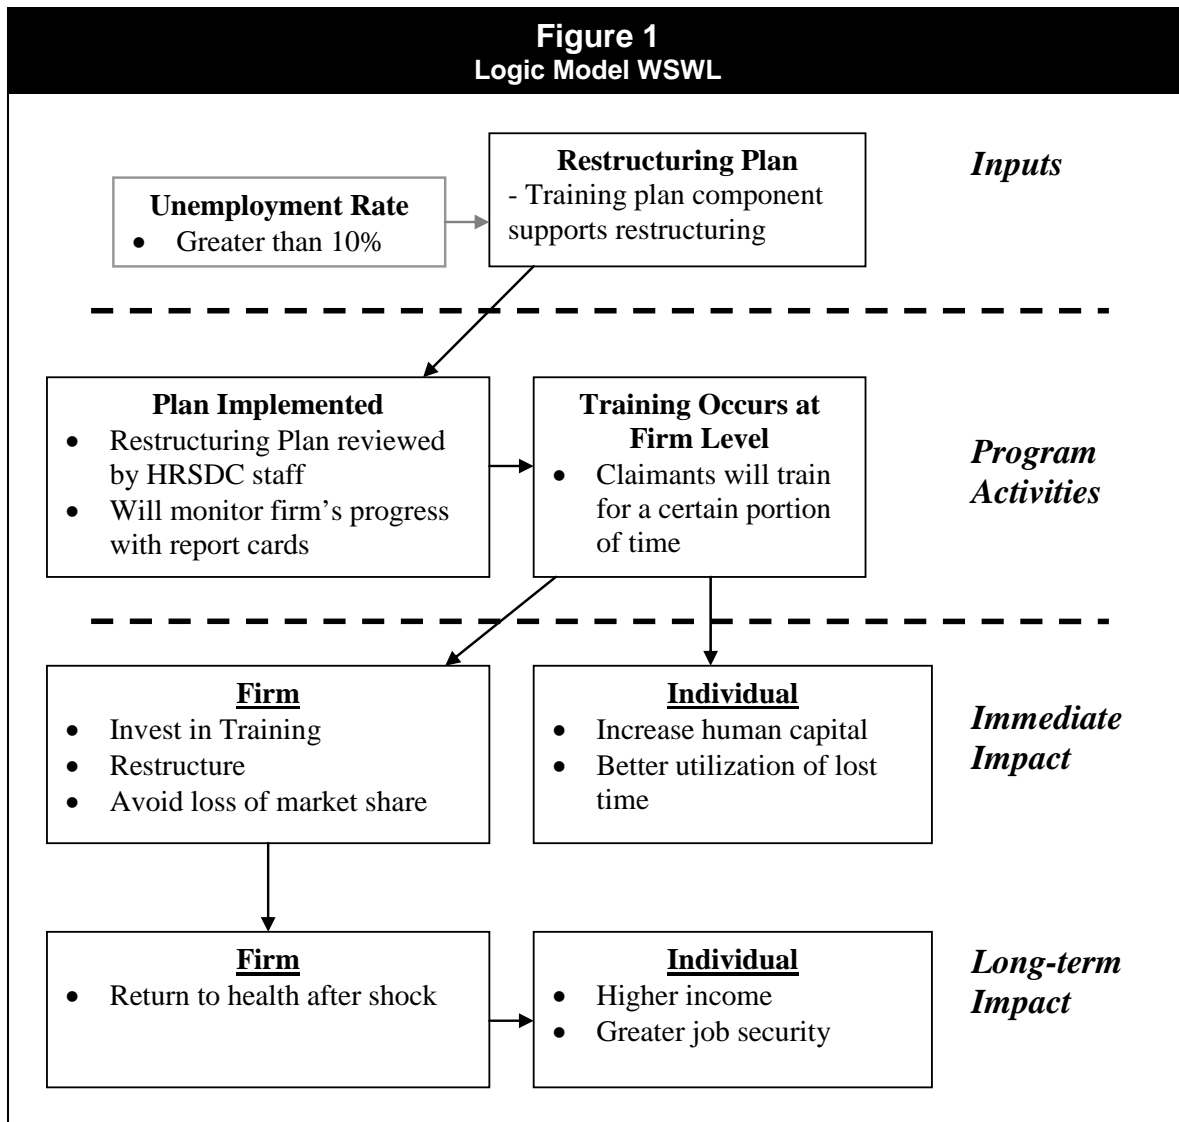 Figure 1
Logic Model WSWL
Restructuring Plan
- Training plan component
supports restructuring
Inputs
Unemployment Rate
• Greater than 10%
Plan Implemented
• Restructuring Plan reviewed
by HRSDC staff
• Will monitor firm’s progress
with report cards
Training Occurs at
Firm Level
• Claimants will train
for a certain portion
of time
Program
Activities
Firm
• Invest in Training
• Restructure
• Avoid loss of market share
Individual
• Increase human capital
• Better utilization of lost
time
Immediate
Impact
Firm
• Return to health after shock
Individual
• Higher income
• Greater job security
Long-term
Impact